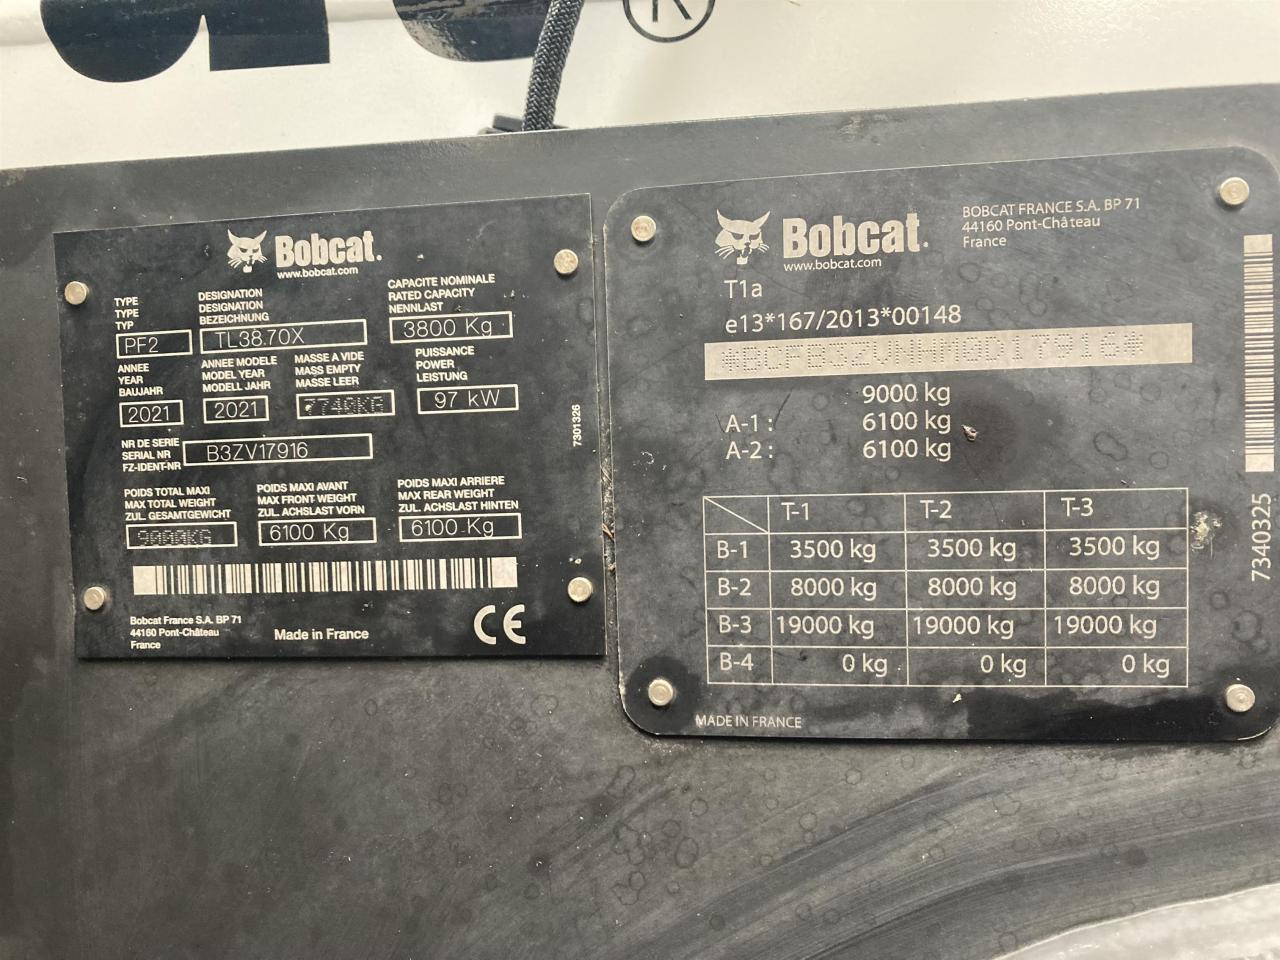 R
Bobcat.
www.bobcat.com
TYPE
TYPE
TYP
PF2
DESIGNATION
DESIGNATION
BEZEICHNUNG
TL38.70X
CAPACITE NOMINALE
RATED CAPACITY
NENNLAST
3800 Kg
ANNEE
YEAR
BAUJAHR
2021
ANNEE MODELE
MODEL YEAR
MODELL JAHR
2021
MASSE A VIDE
MASS EMPTY
MASSE LEER
7740KG
PUISSANCE
POWER
LEISTUNG
97 kW
NR DE SERIE
SERIAL NR
FZ-IDENT-NR
B3ZV17916
7301326
POIDS TOTAL MAXI
MAX TOTAL WEIGHT
ZUL. GESAMTGEWICHT
9000KG
POIDS MAXI AVANT
MAX FRONT WEIGHT
ZUL. ACHSLAST VORN
6100 Kg
POIDS MAXI ARRIERE
MAX REAR WEIGHT
ZUL. ACHSLAST HINTEN
6100 Kg
Bobcat France S.A. BP 71
44160 Pont-Château
France
Made in France
CE
Bobcat.
www.bobcat.com
BOBCAT FRANCE S.A. BP 71
44160 Pont-Château
France
T1a
e13*167/2013*00148
9000 kg
A-1 : 6100 kg
A-2 : 6100 kg
T-1 T-2 T-3
B-1 3500 kg 3500 kg 3500 kg
B-2 8000 kg 8000 kg 8000 kg
B-3 19000 kg 19000 kg 19000 kg
B-4 0 kg 0 kg 0 kg
MADE IN FRANCE
7340325